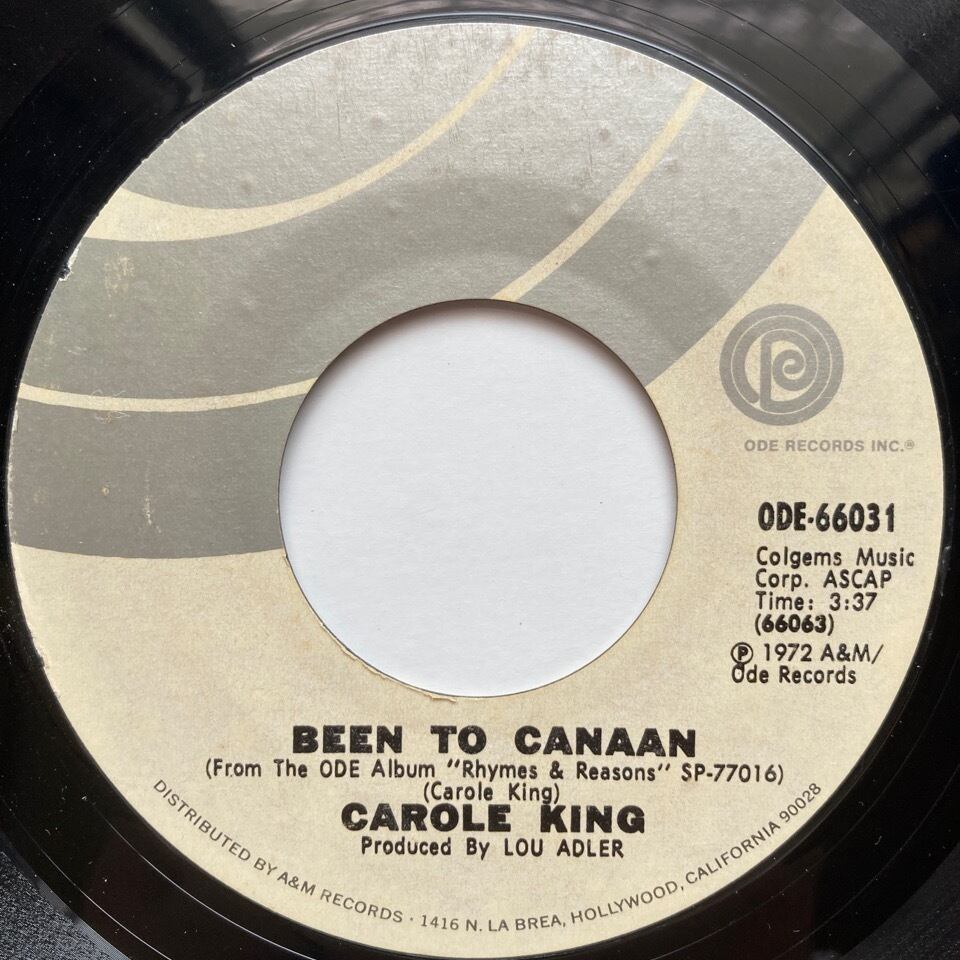 ODE RECORDS INC.®
ODE-66031
Colgems Music
Corp. ASCAP
Time: 3:37
(66063)
℗ 1972 A&M/
Ode Records
BEEN TO CANAAN
(From The ODE Album "Rhymes & Reasons" SP-77016)
(Carole King)
CAROLE KING
Produced By LOU ADLER
DISTRIBUTED BY A&M RECORDS · 1416 N. LA BREA, HOLLYWOOD, CALIFORNIA 90028